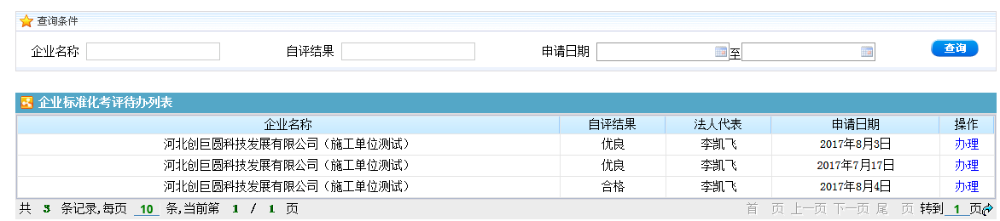 查询条件
企业名称 自评结果 申请日期 至 查询
企业标准化考评待办列表
企业名称 自评结果 法人代表 申请日期 操作
河北创巨圆科技发展有限公司（施工单位测试） 优良 李凯飞 2017年8月3日 办理
河北创巨圆科技发展有限公司（施工单位测试） 优良 李凯飞 2017年7月17日 办理
河北创巨圆科技发展有限公司（施工单位测试） 合格 李凯飞 2017年8月4日 办理
共 3 条记录,每页 10 条,当前第 1 / 1 页 首 页 上一页 下一页 尾 页 转到 1 页